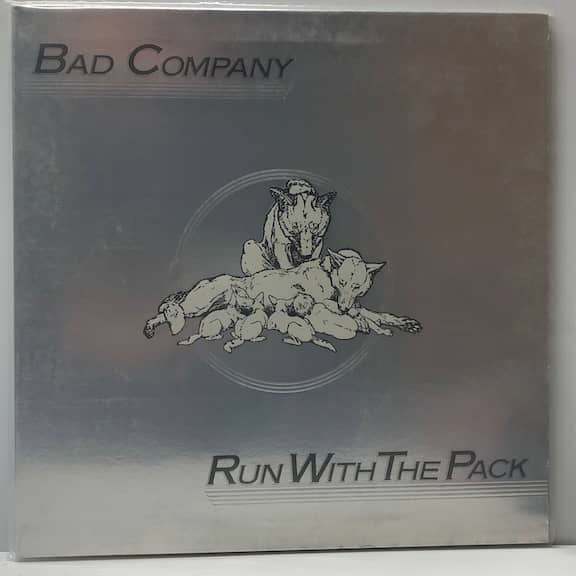 BAD COMPANY
RUN WITH THE PACK